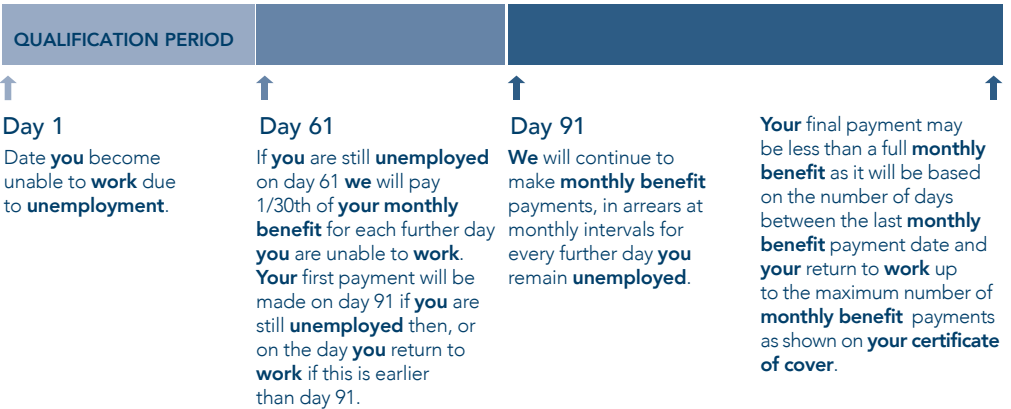 QUALIFICATION PERIOD
Day 1
Date you become
unable to work due
to unemployment.
Day 61
If you are still unemployed
on day 61 we will pay
1/30th of your monthly
benefit for each further day
you are unable to work.
Your first payment will be
made on day 91 if you are
still unemployed then, or
on the day you return to
work if this is earlier
than day 91.
Day 91
We will continue to
make monthly benefit
payments, in arrears at
monthly intervals for
every further day you
remain unemployed.
Your final payment may
be less than a full monthly
benefit as it will be based
on the number of days
between the last monthly
benefit payment date and
your return to work up
to the maximum number of
monthly benefit payments
as shown on your certificate
of cover.